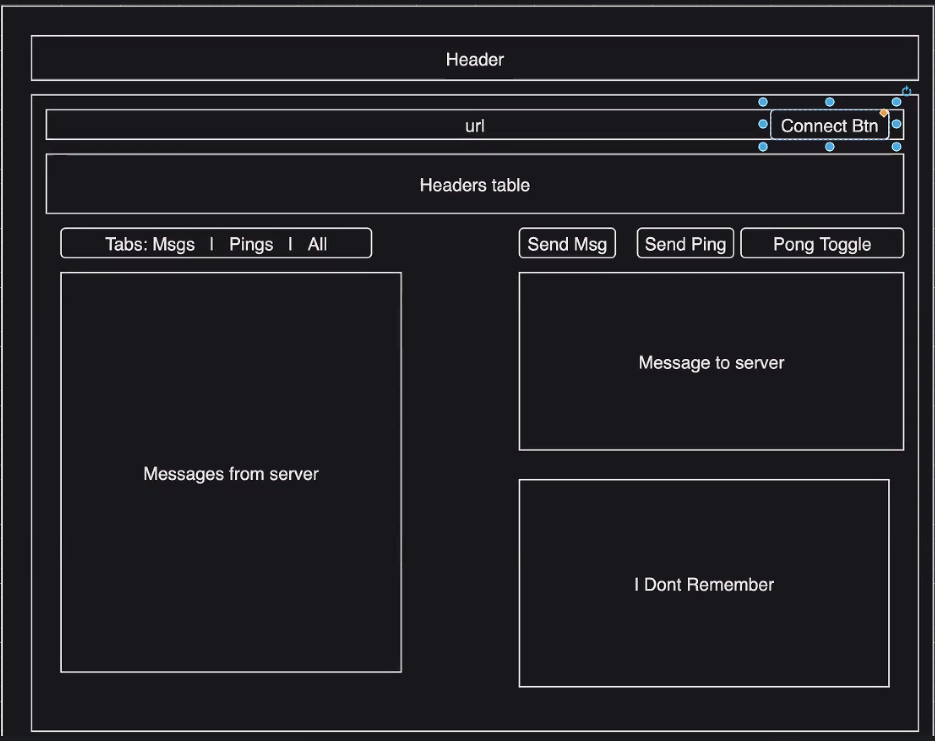 Header
url
Connect Btn
Headers table
Tabs: Msgs | Pings | All
Send Msg
Send Ping
Pong Toggle
Message to server
Messages from server
I Dont Remember